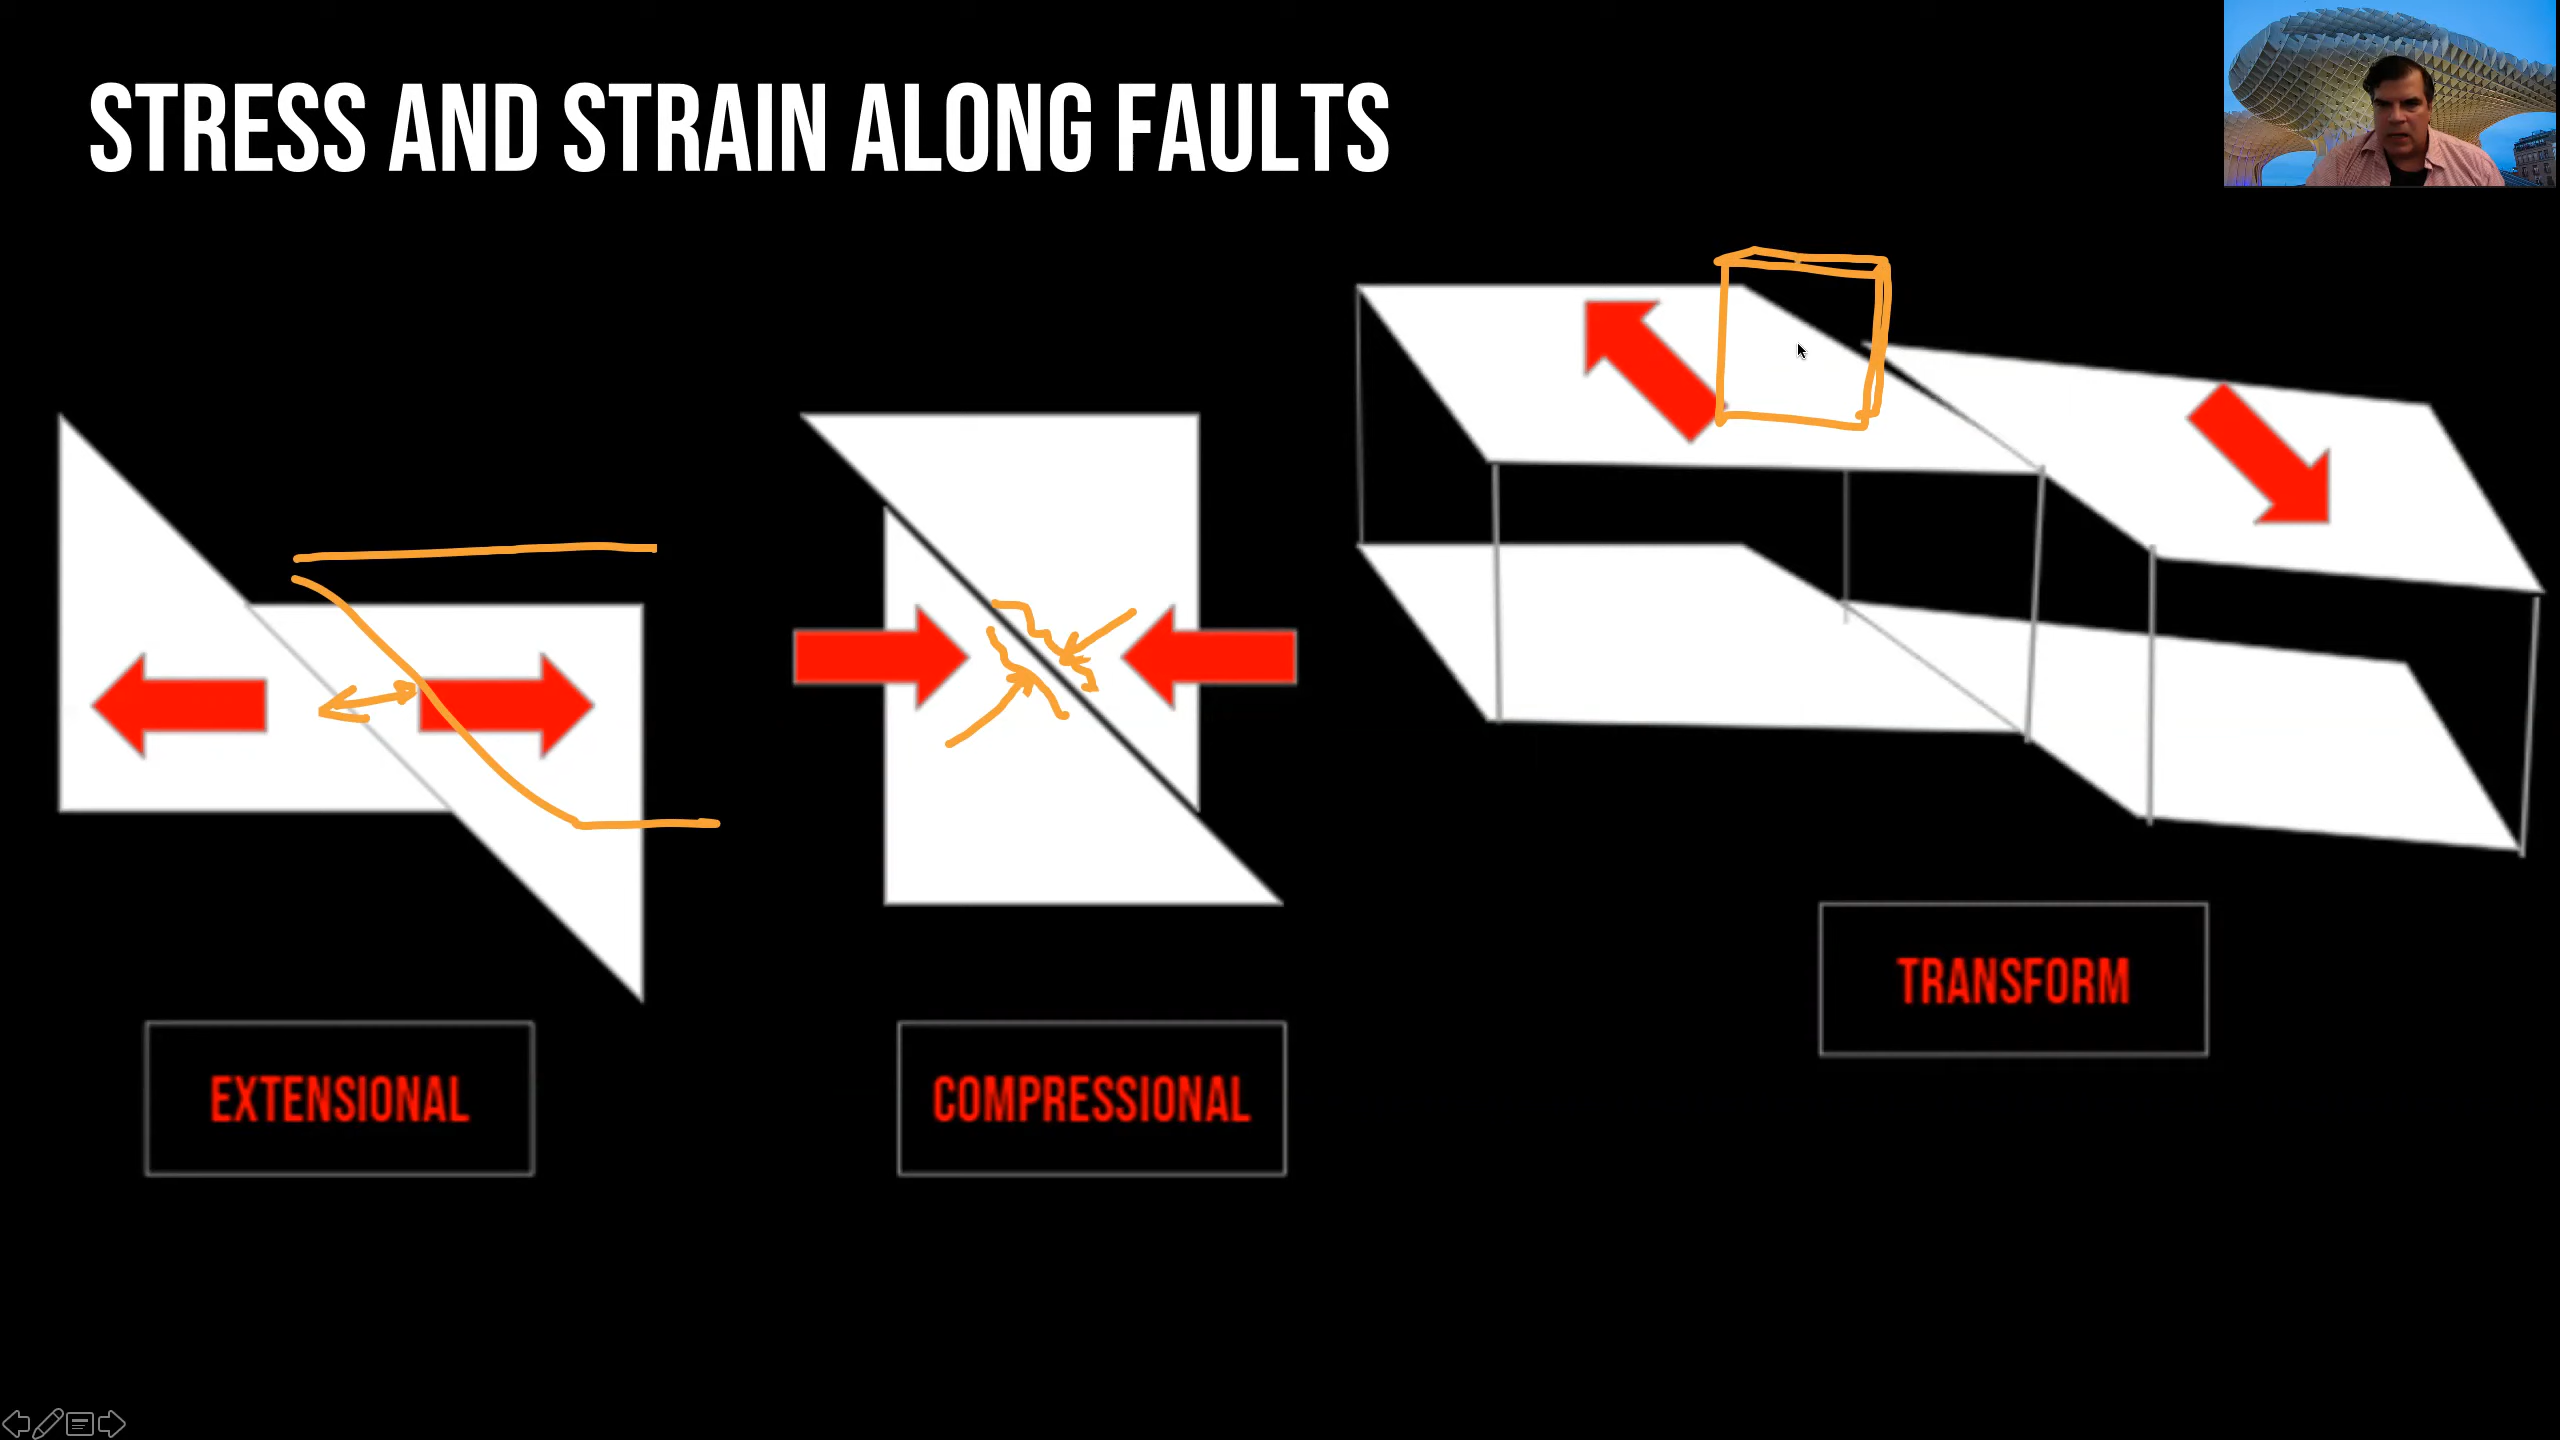 STRESS AND STRAIN ALONG FAULTS
EXTENSIONAL
COMPRESSIONAL
TRANSFORM